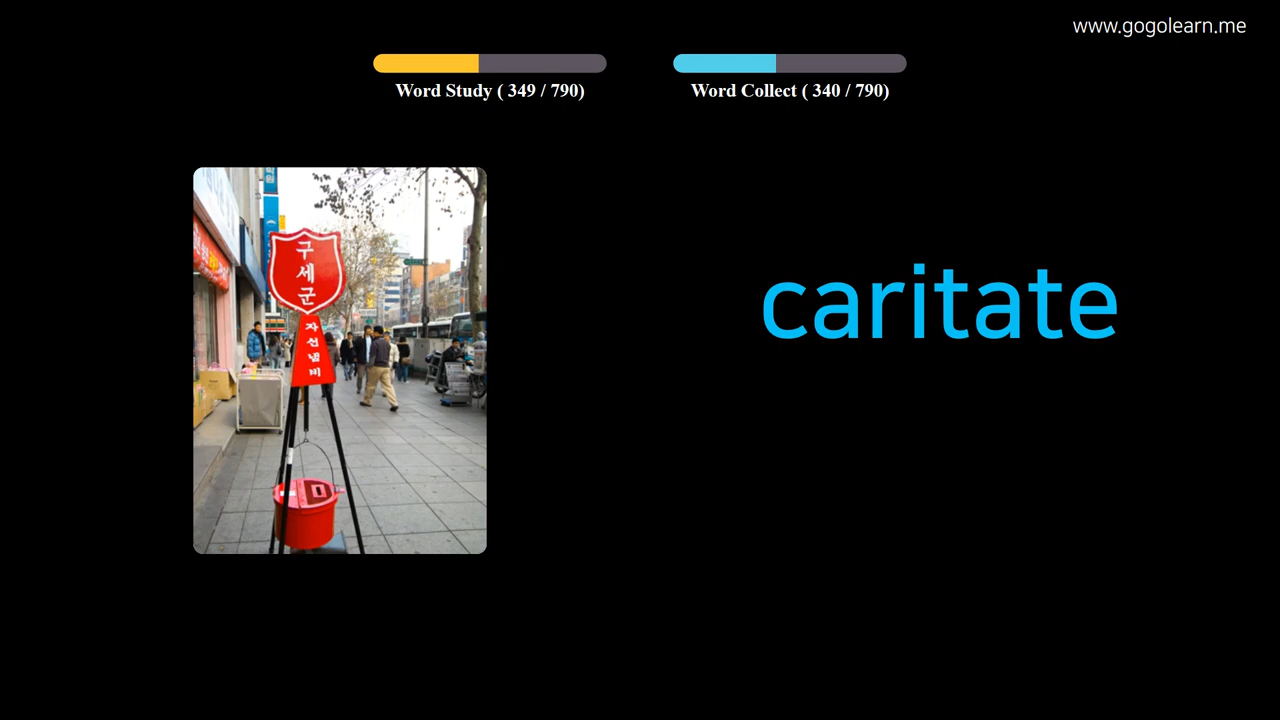 www.gogolearn.me
Word Study ( 349 / 790)
Word Collect ( 340 / 790)
구
세
군
자
선
냄
비
caritate